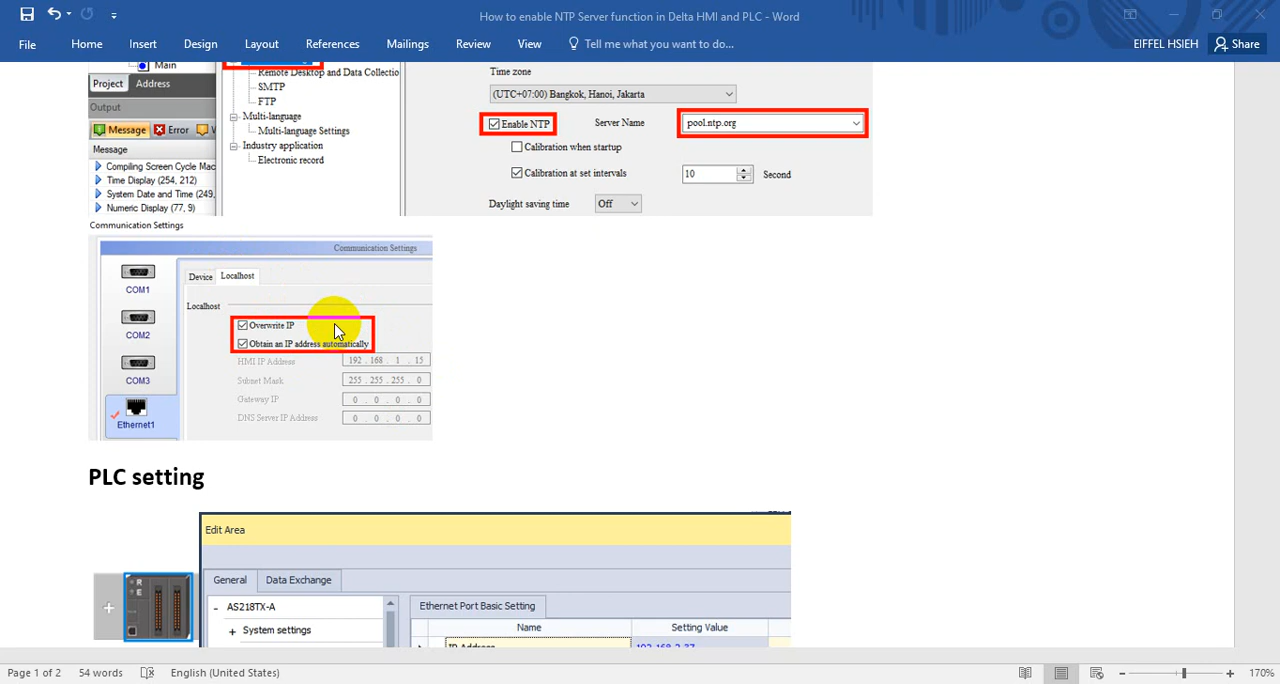 How to enable NTP Server function in Delta HMI and PLC - Word
File Home Insert Design Layout References Mailings Review View Tell me what you want to do... EIFFEL HSIEH Share
Main
Project Address
Output
Message Error
Message
Compiling Screen Cycle Mac
Time Display (254, 212)
System Date and Time (249,
Numeric Display (77, 9)
Remote Desktop and Data Collectio
SMTP
FTP
Multi-language
Multi-language Settings
Industry application
Electronic record
Time zone
(UTC+07:00) Bangkok, Hanoi, Jakarta
Enable NTP Server Name pool.ntp.org
Calibration when startup
Calibration at set intervals 10 Second
Daylight saving time Off
Communication Settings
Communication Settings
COM1
COM2
COM3
Ethernet1
Device Localhost
Localhost
Overwrite IP
Obtain an IP address automatically
HMI IP Address 192 . 168 . 1 . 15
Subnet Mask 255 . 255 . 255 . 0
Gateway IP 0 . 0 . 0 . 0
DNS Server IP Address 0 . 0 . 0 . 0
PLC setting
Edit Area
General Data Exchange
R
E
AS218TX-A
System settings
Ethernet Port Basic Setting
Name Setting Value
IP Address 192.168.2.37
Page 1 of 2 54 words English (United States) 170%